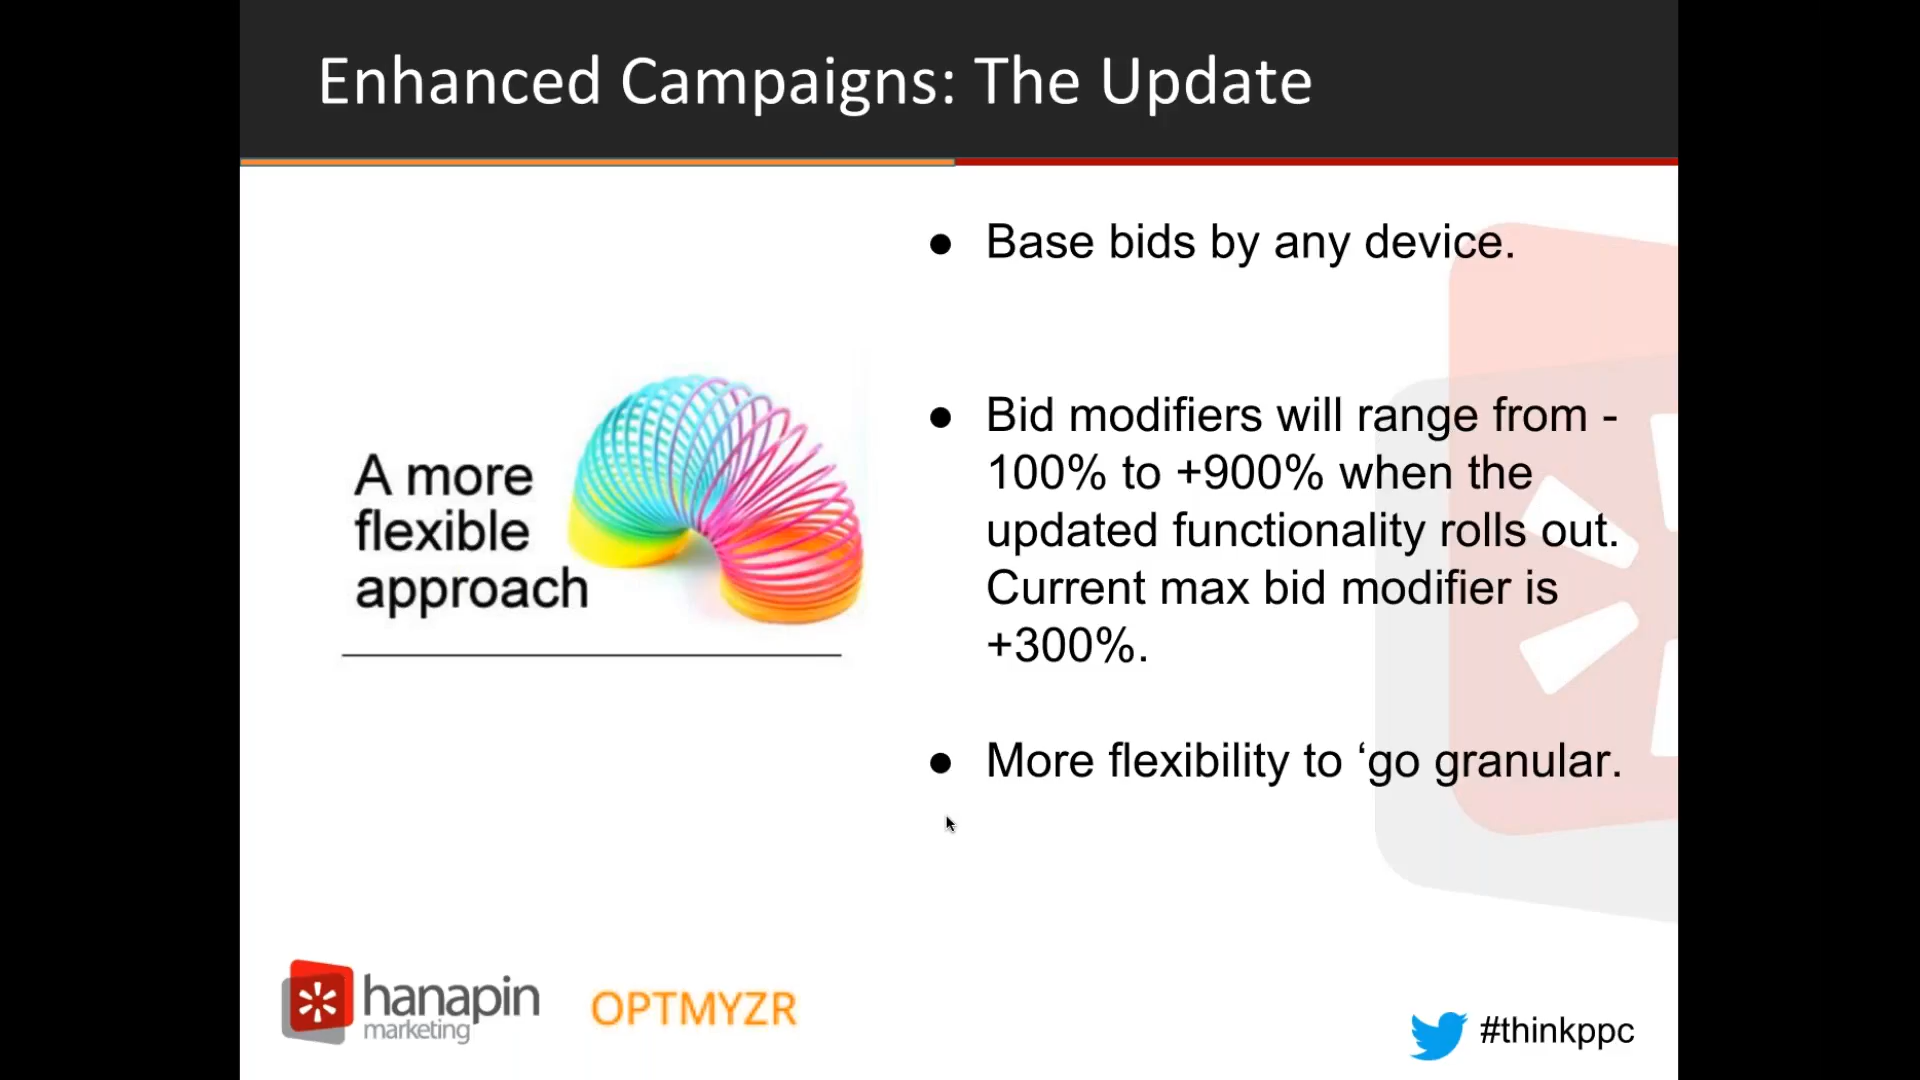 Enhanced Campaigns: The Update
A more
flexible
approach
● Base bids by any device.
● Bid modifiers will range from -
100% to +900% when the
updated functionality rolls out.
Current max bid modifier is
+300%.
● More flexibility to ‘go granular.
hanapin
marketing
OPTMYZR
#thinkppc